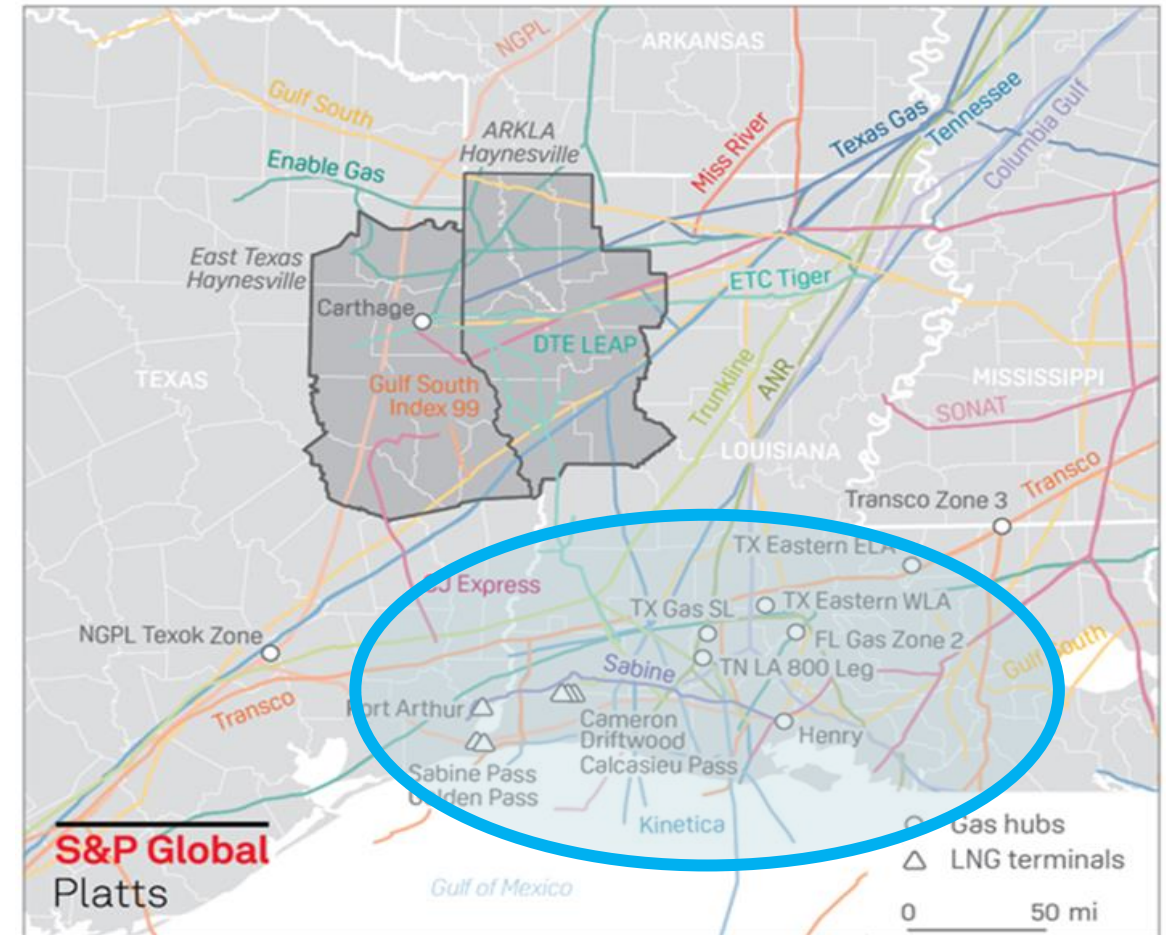 NGPL
ARKANSAS
Gulf South
ARKLA
Haynesville
Enable Gas
Miss River
Texas Gas
Tennessee
Columbia Gulf
East Texas
Haynesville
Carthage
ETC Tiger
DTE LEAP
TEXAS
Gulf South
Index 99
Trunkline
ANR
MISSISSIPPI
SONAT
LOUISIANA
Transco Zone 3
Transco
TX Eastern ELA
CJ Express
TX Gas SL
TX Eastern WLA
NGPL Texok Zone
FL Gas Zone 2
Gulf South
Sabine
TN LA 800 Leg
Transco
Port Arthur
Cameron
Driftwood
Calcasieu Pass
Henry
Sabine Pass
Golden Pass
Kinetica
S&P Global
Platts
Gulf of Mexico
Gas hubs
LNG terminals
0 50 mi